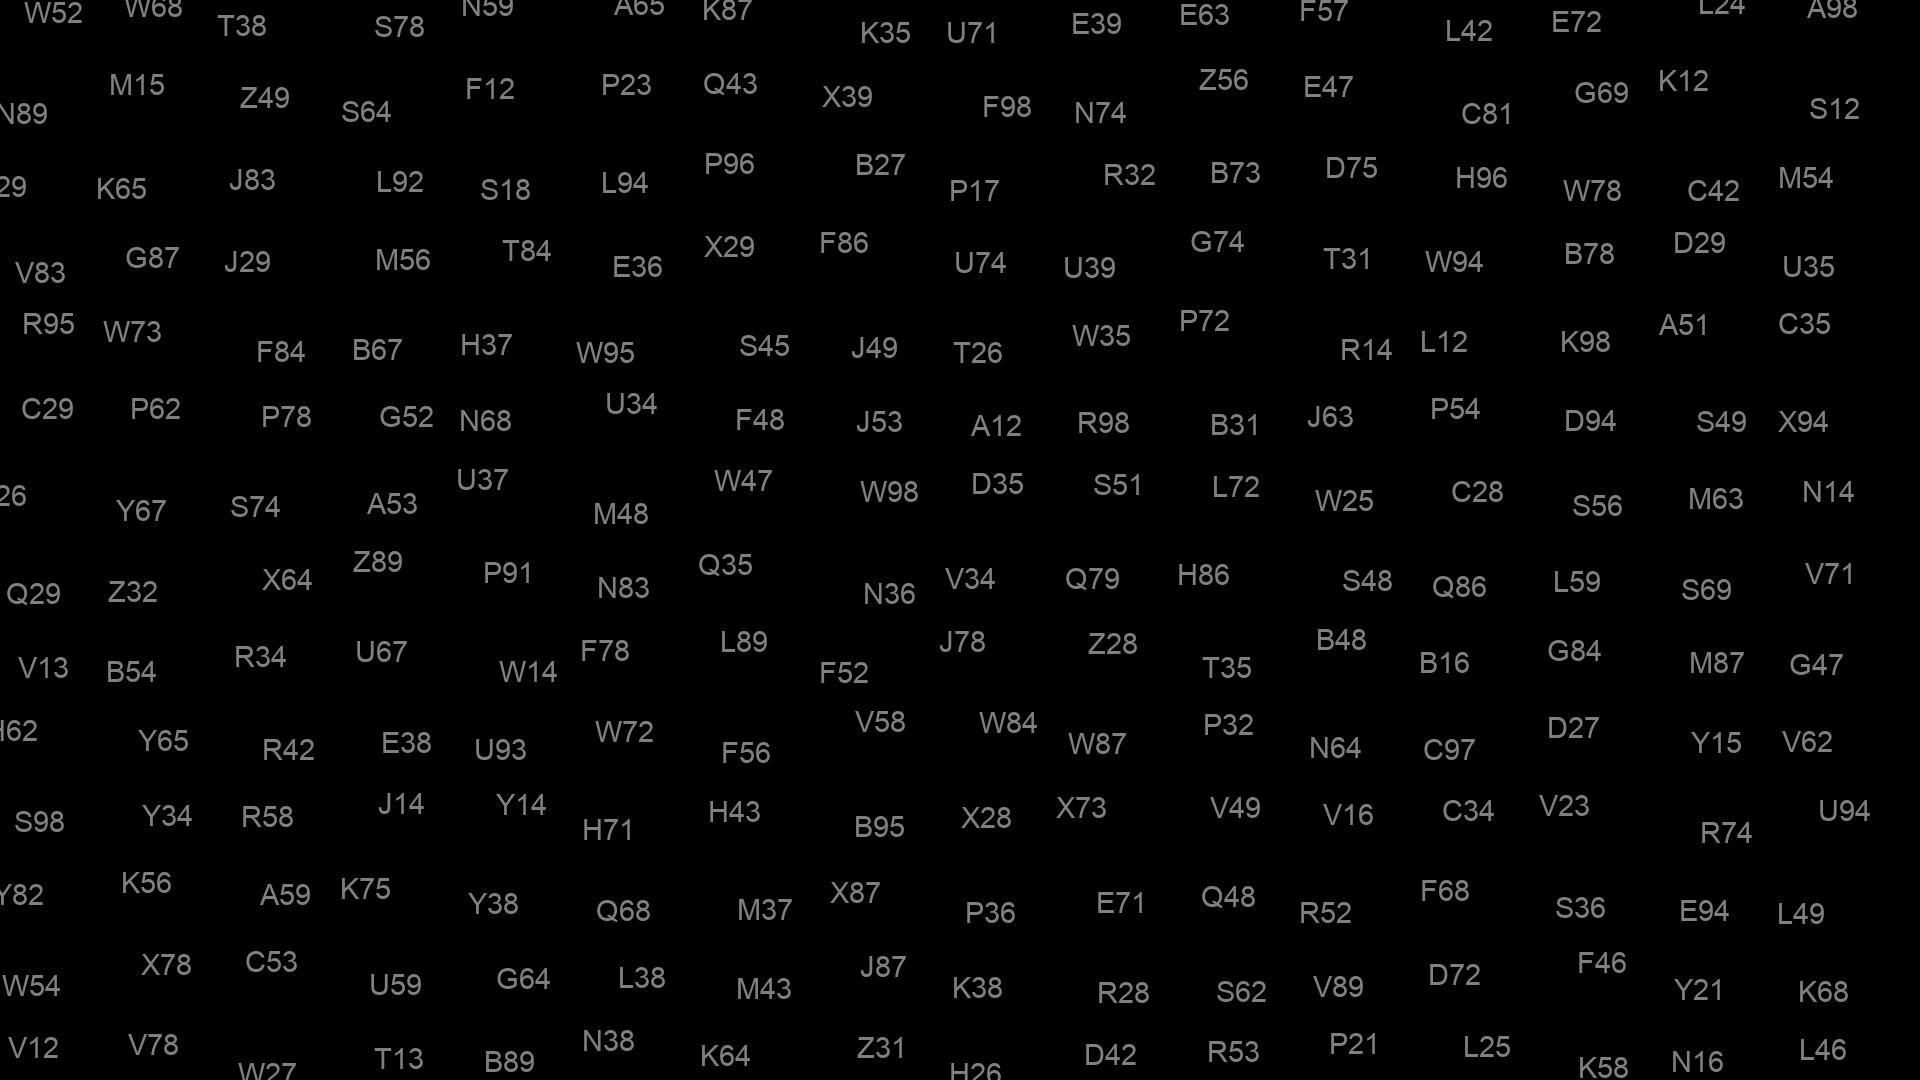 W52 W68 T38 S78 N59 A65 K87 K35 U71 E39 E63 F57 L42 E72 L24 A98
N89 M15 Z49 S64 F12 P23 Q43 X39 F98 N74 Z56 E47 C81 G69 K12 S12
29 K65 J83 L92 S18 L94 P96 B27 P17 R32 B73 D75 H96 W78 C42 M54
V83 G87 J29 M56 T84 E36 X29 F86 U74 U39 G74 T31 W94 B78 D29 U35
R95 W73 F84 B67 H37 W95 S45 J49 T26 W35 P72 R14 L12 K98 A51 C35
C29 P62 P78 G52 N68 U34 F48 J53 A12 R98 B31 J63 P54 D94 S49 X94
26 Y67 S74 A53 U37 M48 W47 W98 D35 S51 L72 W25 C28 S56 M63 N14
Q29 Z32 X64 Z89 P91 N83 Q35 N36 V34 Q79 H86 S48 Q86 L59 S69 V71
V13 B54 R34 U67 W14 F78 L89 F52 J78 Z28 T35 B48 B16 G84 M87 G47
H62 Y65 R42 E38 U93 W72 F56 V58 W84 W87 P32 N64 C97 D27 Y15 V62
S98 Y34 R58 J14 Y14 H71 H43 B95 X28 X73 V49 V16 C34 V23 R74 U94
Y82 K56 A59 K75 Y38 Q68 M37 X87 P36 E71 Q48 R52 F68 S36 E94 L49
W54 X78 C53 U59 G64 L38 M43 J87 K38 R28 S62 V89 D72 F46 Y21 K68
V12 V78 W27 T13 B89 N38 K64 Z31 H26 D42 R53 P21 L25 K58 N16 L46